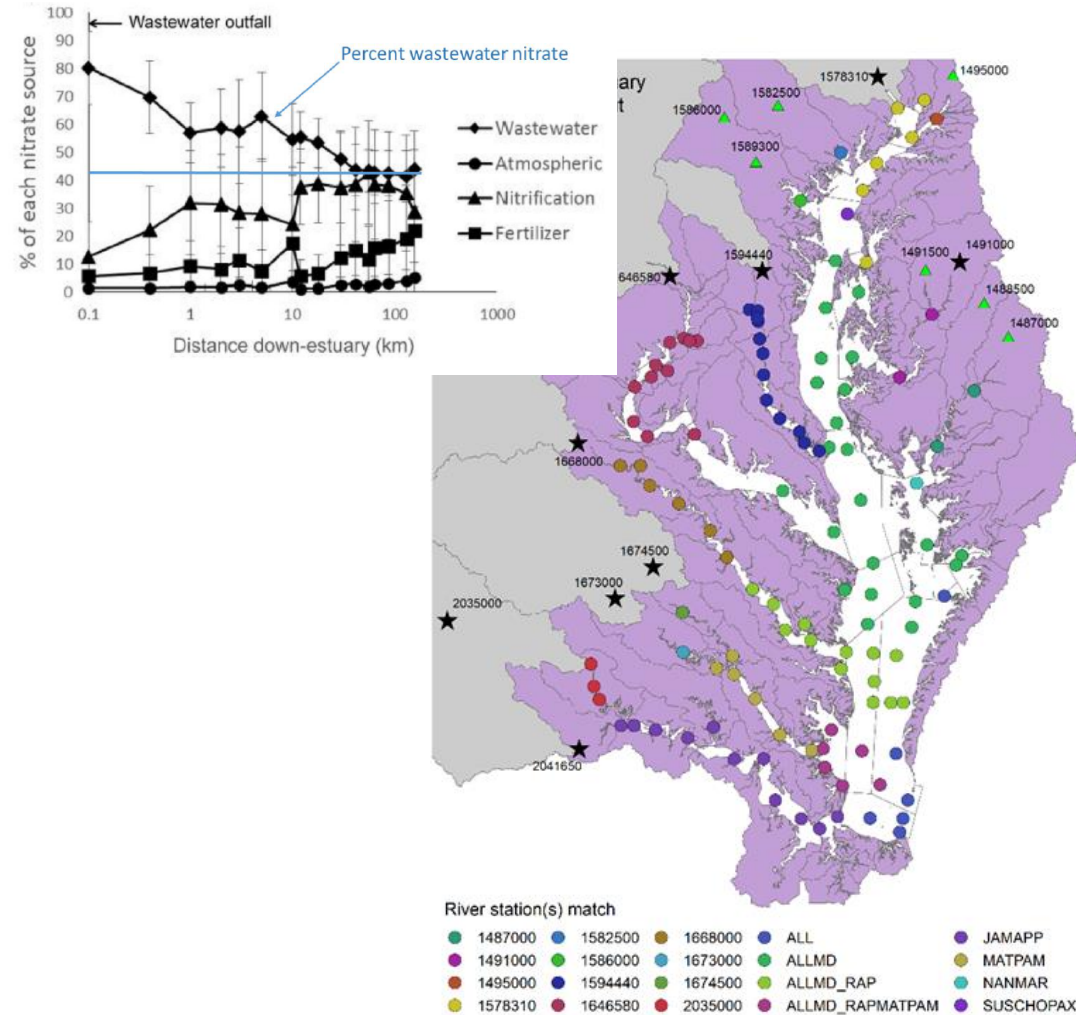 Wastewater outfall
Percent wastewater nitrate
% of each nitrate source
100
90
80
70
60
50
40
30
20
10
0
0.1
1
10
100
1000
Distance down-estuary (km)
Wastewater
Atmospheric
Nitrification
Fertilizer
1578310
1495000
1582500
1586000
1589300
1594440
646580
1491500
1491000
1488500
1487000
1668000
1674500
1673000
2035000
2041650
River station(s) match
1487000 1582500 1668000 ALL JAMAPP
1491000 1586000 1673000 ALLMD MATPAM
1495000 1594440 1674500 ALLMD_RAP NANMAR
1578310 1646580 2035000 ALLMD_RAPMATPAM SUSCHOPAX